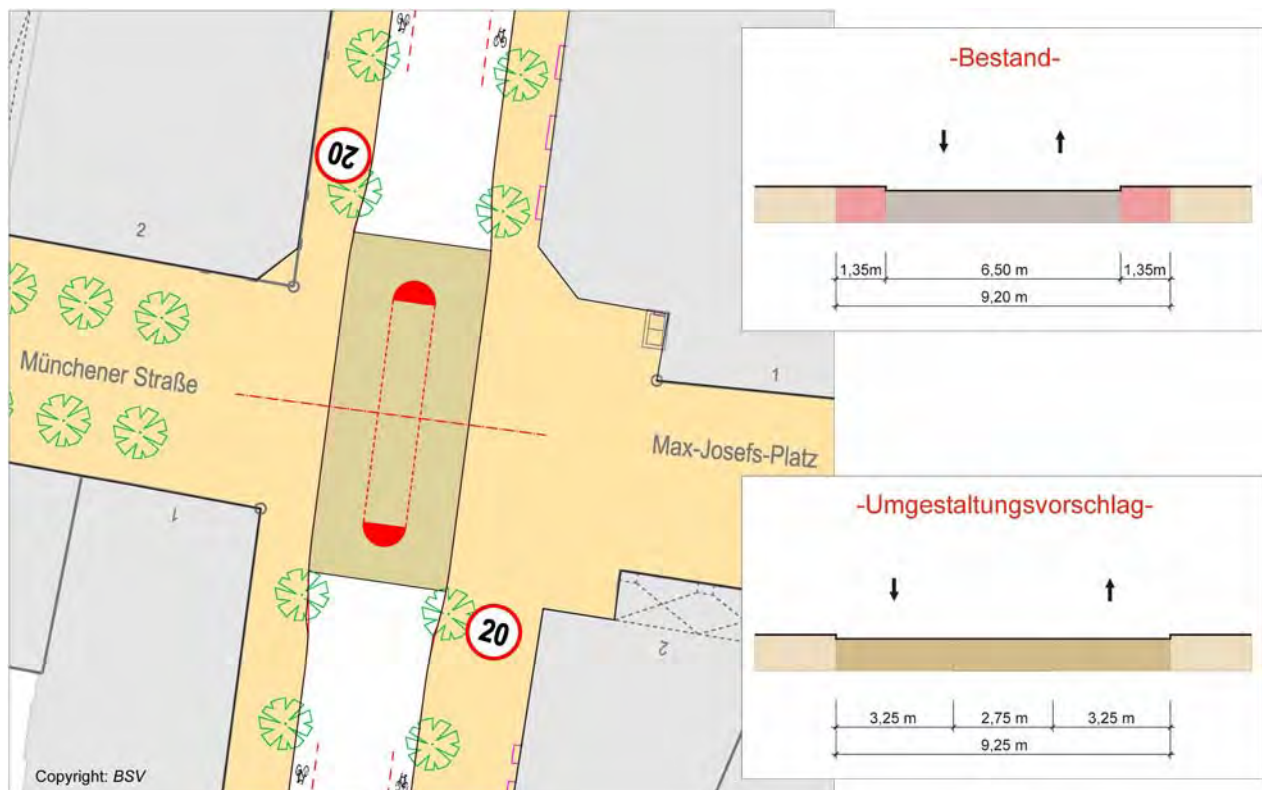 20
2
Münchener Straße
1
1
Max-Josefs-Platz
20
2
Copyright: BSV
-Bestand-
1,35m
6,50 m
1,35m
9,20 m
-Umgestaltungsvorschlag-
3,25 m
2,75 m
3,25 m
9,25 m